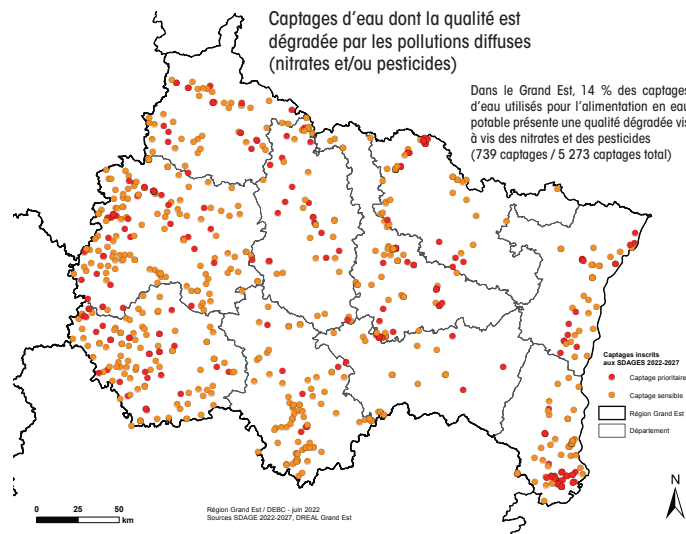 Captages d'eau dont la qualité est
dégradée par les pollutions diffuses
(nitrates et/ou pesticides)
Dans le Grand Est, 14 % des captages
d'eau utilisés pour l'alimentation en eau
potable présente une qualité dégradée vis
à vis des nitrates et des pesticides
(739 captages / 5 273 captages total)
Captages inscrits
aux SDAGES 2022-2027
Captage prioritaire
Captage sensible
Région Grand Est
Département
N
0 25 50
km
Région Grand Est / DEBC - juin 2022
Sources SDAGE 2022-2027, DREAL Grand Est